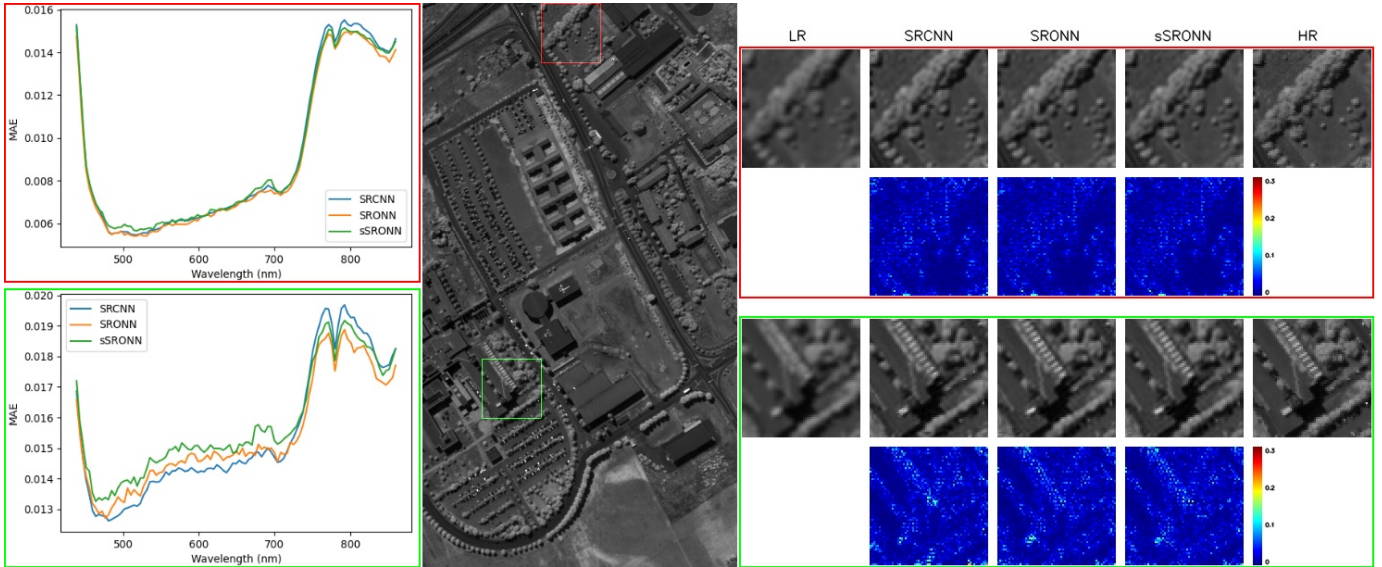 0.016
0.014
0.012
0.010
0.008
0.006
MAE
500
600
700
800
Wavelength (nm)
SRCNN
SRONN
sSRONN
0.020
0.019
0.018
0.017
0.016
0.015
0.014
0.013
MAE
500
600
700
800
Wavelength (nm)
SRCNN
SRONN
sSRONN
LR SRCNN SRONN sSRONN HR
0.3
0.2
0.1
0
0.3
0.2
0.1
0